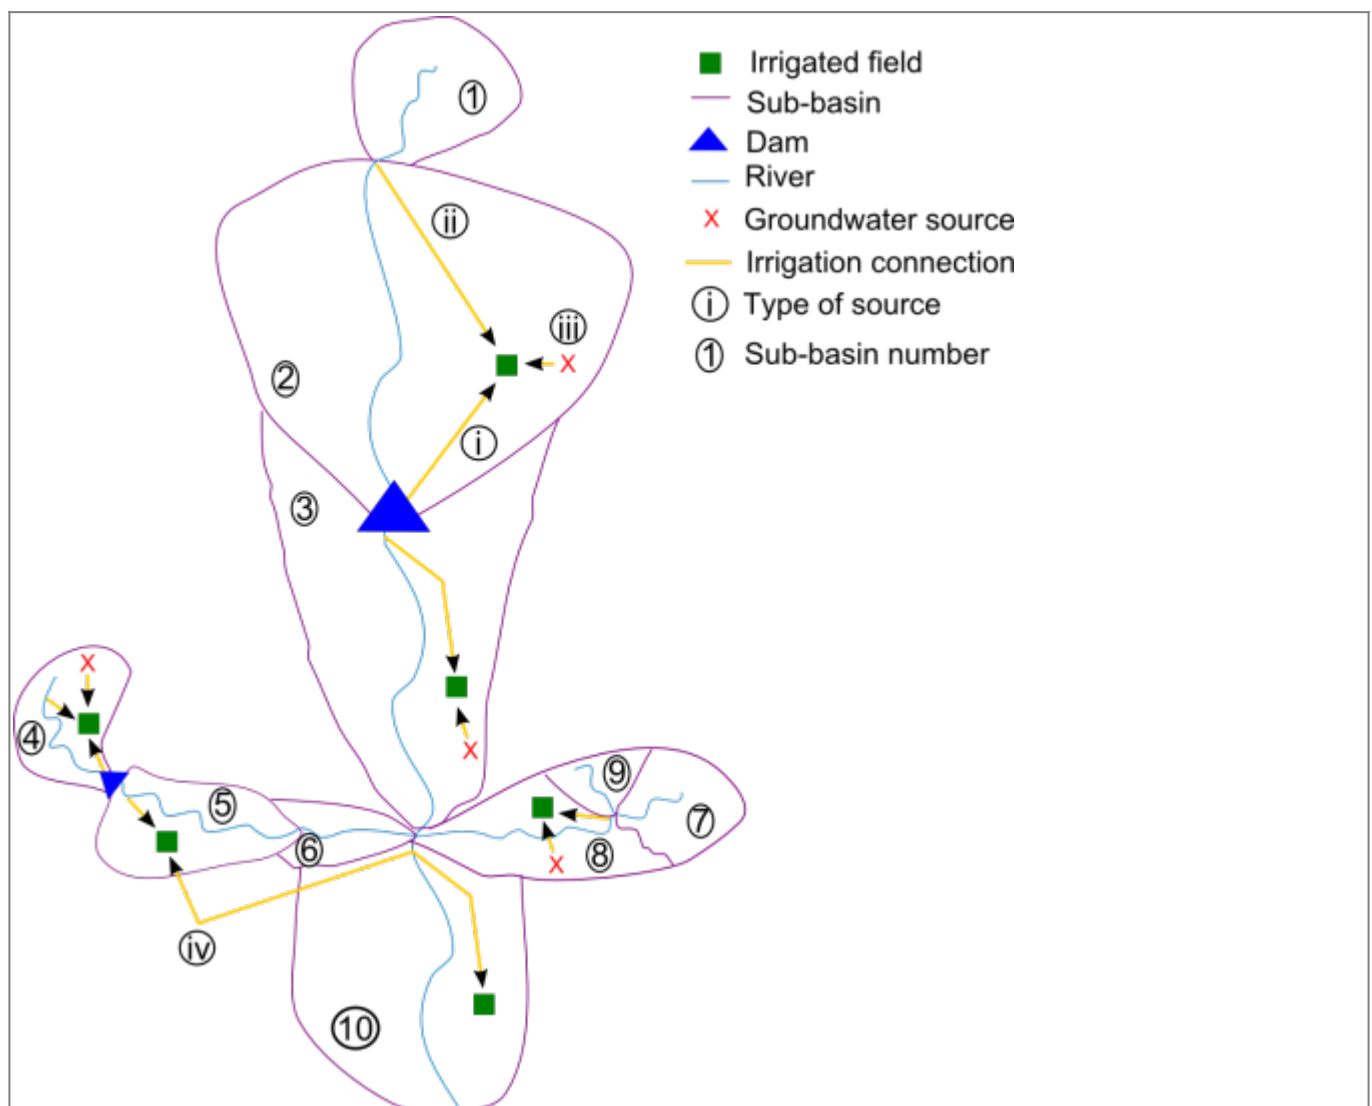 1
Irrigated field
Sub-basin
Dam
River
X Groundwater source
Irrigation connection
i Type of source
1 Sub-basin number
ii
iii
X
2
i
3
X
4
X
5
6
iv
9
7
8
X
10